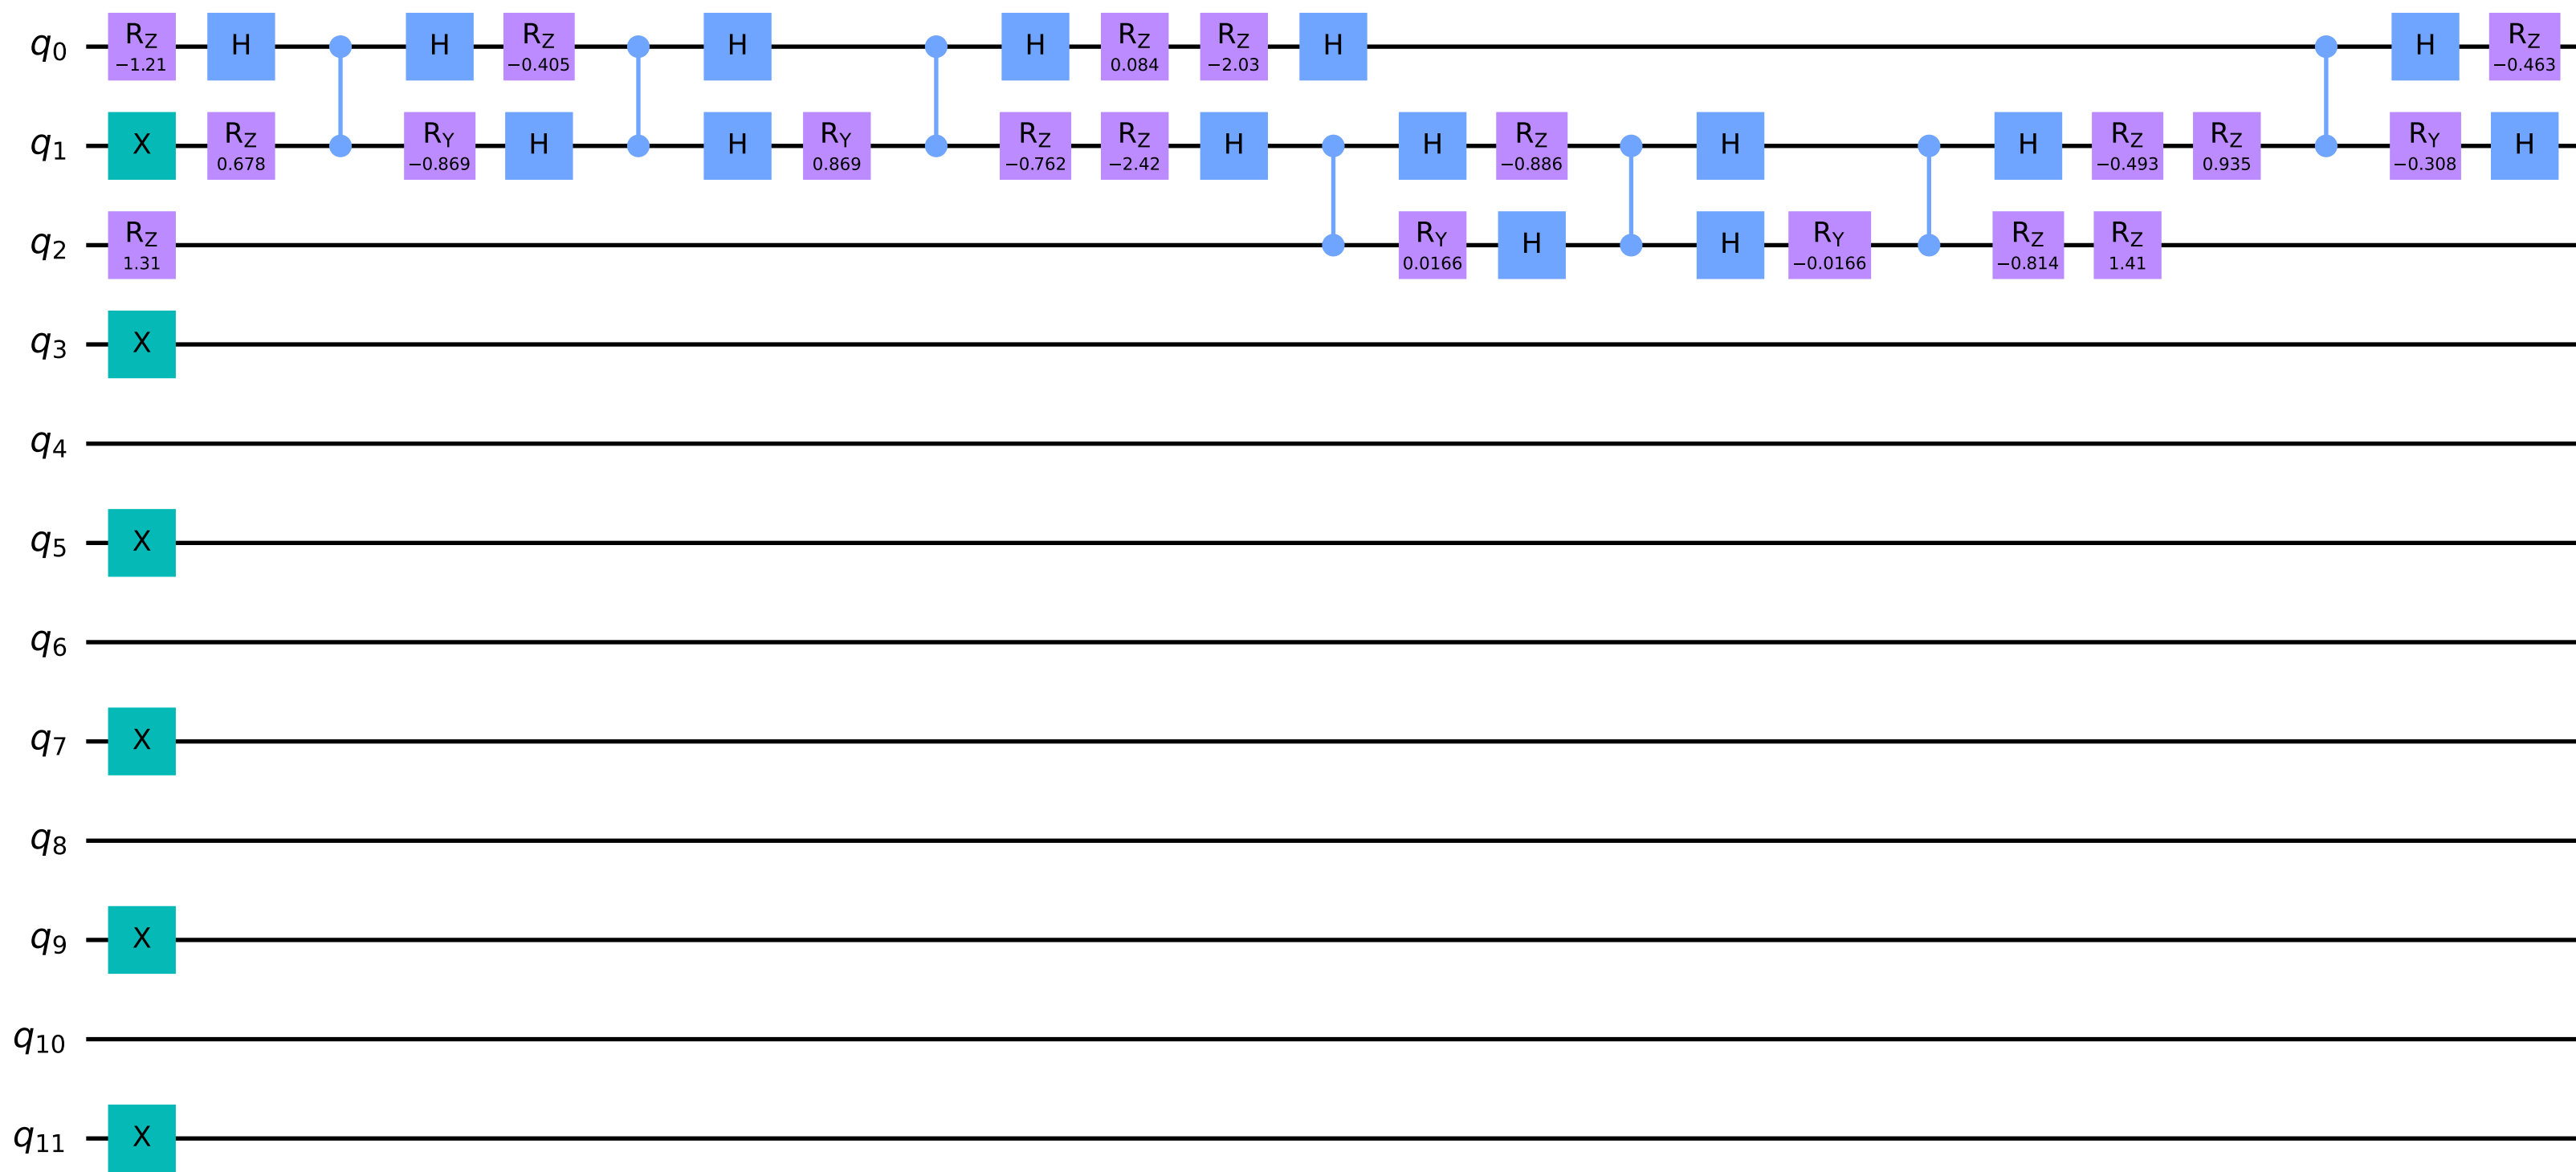 q0 RZ −1.21 H H RZ −0.405 H H RZ 0.084 RZ −2.03 H H RZ −0.463
q1 X RZ 0.678 RY −0.869 H H RY 0.869 RZ −0.762 RZ −2.42 H H RZ −0.886 H H RZ −0.493 RZ 0.935 RY −0.308 H
q2 RZ 1.31 RY 0.0166 H H RY −0.0166 RZ −0.814 RZ 1.41
q3 X
q4
q5 X
q6
q7 X
q8
q9 X
q10
q11 X